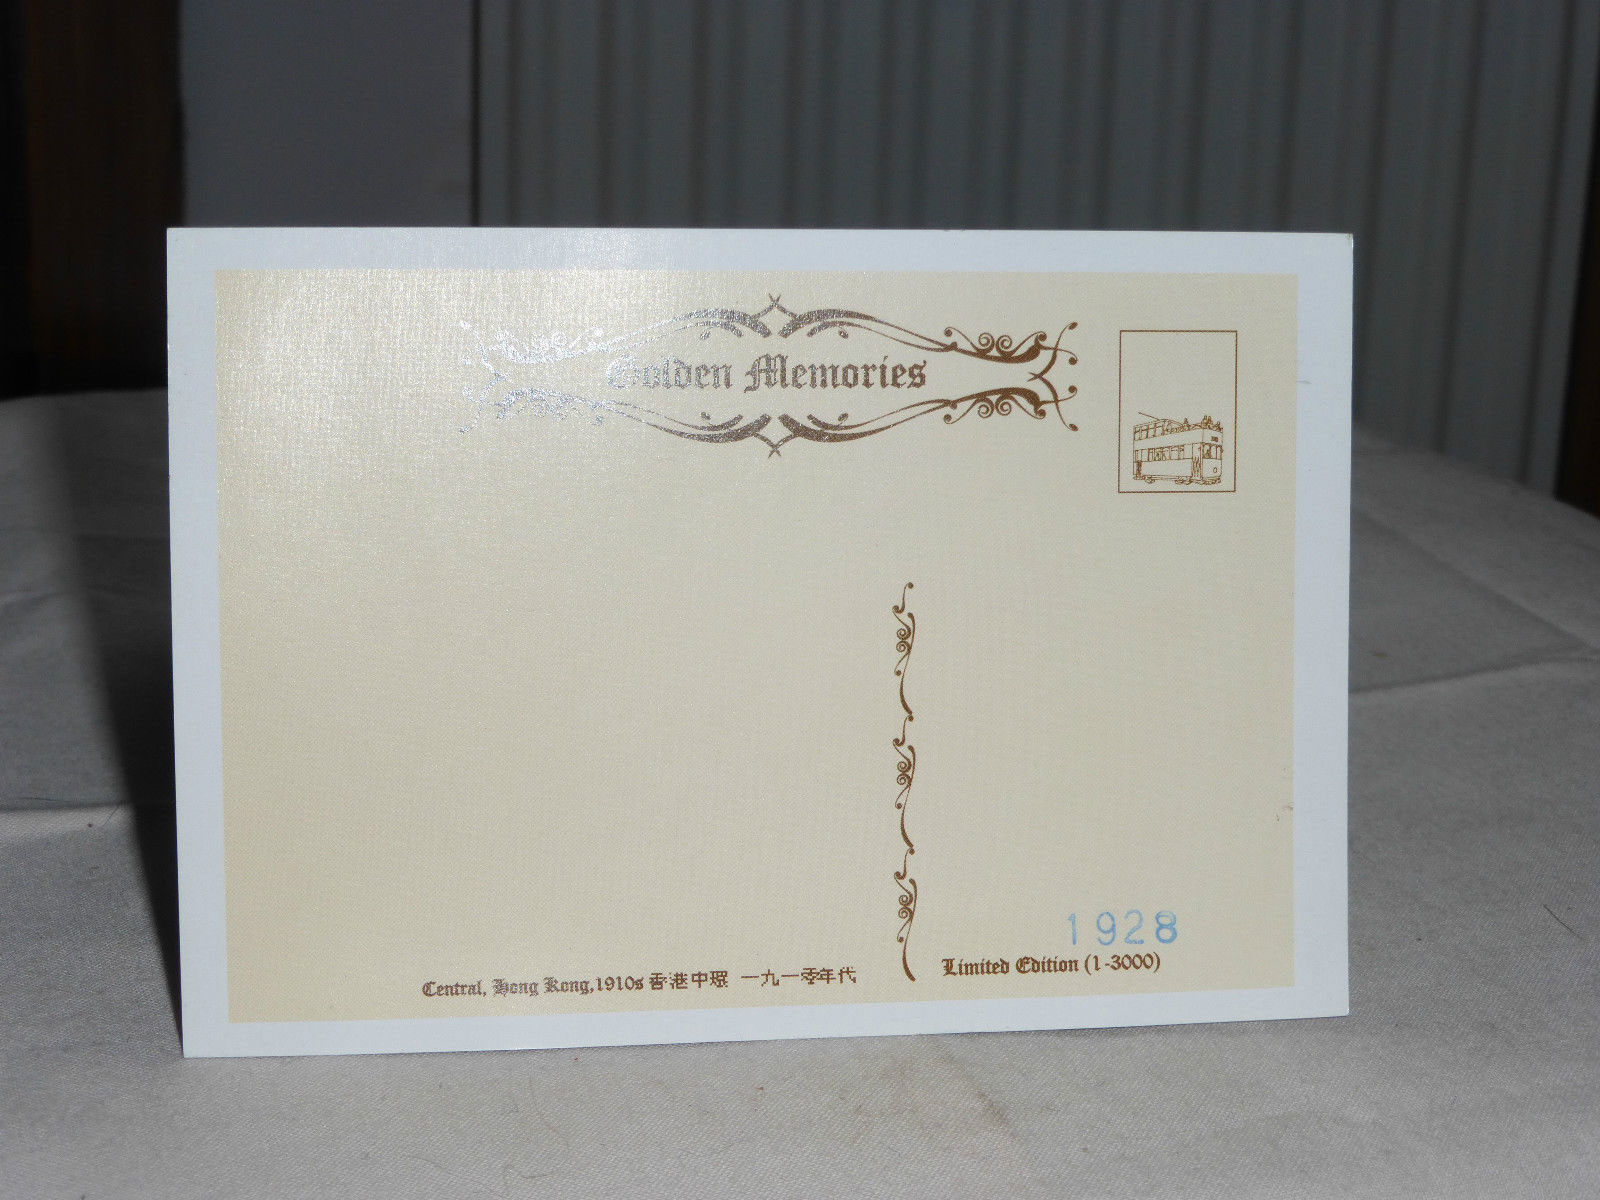 Golden Memories
1928
Limited Edition (1-3000)
Central, Hong Kong,1910s 香港中環 一九一零年代